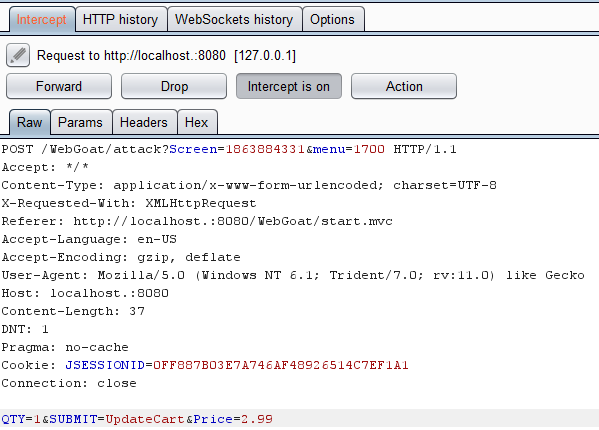 Intercept HTTP history WebSockets history Options
Request to http://localhost.:8080 [127.0.0.1]
Forward Drop Intercept is on Action
Raw Params Headers Hex
POST /WebGoat/attack?Screen=1863884331&menu=1700 HTTP/1.1
Accept: */*
Content-Type: application/x-www-form-urlencoded; charset=UTF-8
X-Requested-With: XMLHttpRequest
Referer: http://localhost.:8080/WebGoat/start.mvc
Accept-Language: en-US
Accept-Encoding: gzip, deflate
User-Agent: Mozilla/5.0 (Windows NT 6.1; Trident/7.0; rv:11.0) like Gecko
Host: localhost.:8080
Content-Length: 37
DNT: 1
Pragma: no-cache
Cookie: JSESSIONID=0FF887B03E7A746AF48926514C7EF1A1
Connection: close
QTY=1&SUBMIT=UpdateCart&Price=2.99